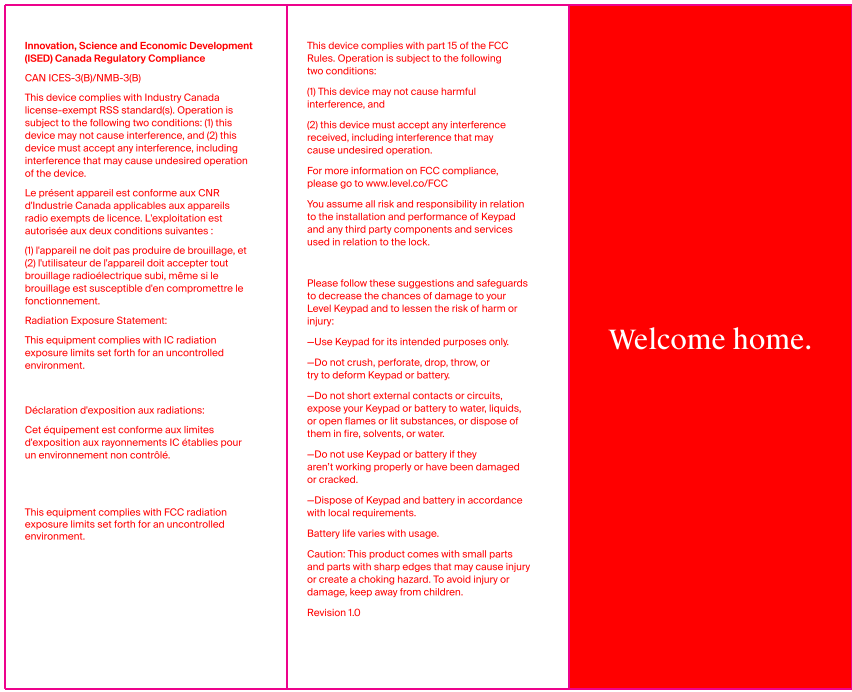 Innovation, Science and Economic Development
(ISED) Canada Regulatory Compliance
CAN ICES-3(B)/NMB-3(B)
This device complies with Industry Canada
license-exempt RSS standard(s). Operation is
subject to the following two conditions: (1) this
device may not cause interference, and (2) this
device must accept any interference, including
interference that may cause undesired operation
of the device.
Le présent appareil est conforme aux CNR
d'Industrie Canada applicables aux appareils
radio exempts de licence. L'exploitation est
autorisée aux deux conditions suivantes :
(1) l'appareil ne doit pas produire de brouillage, et
(2) l'utilisateur de l'appareil doit accepter tout
brouillage radioélectrique subi, même si le
brouillage est susceptible d'en compromettre le
fonctionnement.
Radiation Exposure Statement:
This equipment complies with IC radiation
exposure limits set forth for an uncontrolled
environment.
Déclaration d'exposition aux radiations:
Cet équipement est conforme aux limites
d'exposition aux rayonnements IC établies pour
un environnement non contrôlé.
This equipment complies with FCC radiation
exposure limits set forth for an uncontrolled
environment.
This device complies with part 15 of the FCC
Rules. Operation is subject to the following
two conditions:
(1) This device may not cause harmful
interference, and
(2) this device must accept any interference
received, including interference that may
cause undesired operation.
For more information on FCC compliance,
please go to www.level.co/FCC
You assume all risk and responsibility in relation
to the installation and performance of Keypad
and any third party components and services
used in relation to the lock.
Please follow these suggestions and safeguards
to decrease the chances of damage to your
Level Keypad and to lessen the risk of harm or
injury:
—Use Keypad for its intended purposes only.
—Do not crush, perforate, drop, throw, or
try to deform Keypad or battery.
—Do not short external contacts or circuits,
expose your Keypad or battery to water, liquids,
or open flames or lit substances, or dispose of
them in fire, solvents, or water.
—Do not use Keypad or battery if they
aren't working properly or have been damaged
or cracked.
—Dispose of Keypad and battery in accordance
with local requirements.
Battery life varies with usage.
Caution: This product comes with small parts
and parts with sharp edges that may cause injury
or create a choking hazard. To avoid injury or
damage, keep away from children.
Revision 1.0
Welcome home.